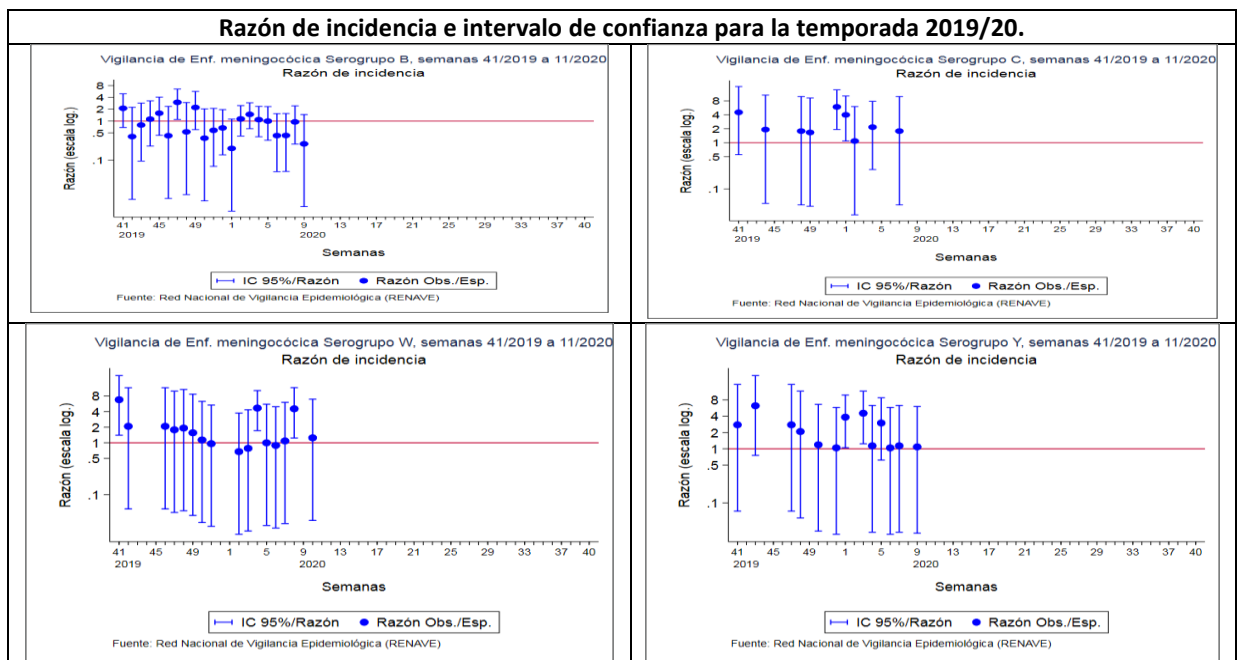 Razón de incidencia e intervalo de confianza para la temporada 2019/20.
Vigilancia de Enf. meningocócica Serogrupo B, semanas 41/2019 a 11/2020
Razón de incidencia
Razón (escala log.)
8
4
2
1
.5
.1
41 45 49 1 5 9 13 17 21 25 29 33 37 40
2019 2020
Semanas
IC 95%/Razón Razón Obs./Esp.
Fuente: Red Nacional de Vigilancia Epidemiológica (RENAVE)
Vigilancia de Enf. meningocócica Serogrupo C, semanas 41/2019 a 11/2020
Razón de incidencia
Razón (escala log.)
8
4
2
1
.5
.1
41 45 49 1 5 9 13 17 21 25 29 33 37 40
2019 2020
Semanas
IC 95%/Razón Razón Obs./Esp.
Fuente: Red Nacional de Vigilancia Epidemiológica (RENAVE)
Vigilancia de Enf. meningocócica Serogrupo W, semanas 41/2019 a 11/2020
Razón de incidencia
Razón (escala log.)
8
4
2
1
.5
.1
41 45 49 1 5 9 13 17 21 25 29 33 37 40
2019 2020
Semanas
IC 95%/Razón Razón Obs./Esp.
Fuente: Red Nacional de Vigilancia Epidemiológica (RENAVE)
Vigilancia de Enf. meningocócica Serogrupo Y, semanas 41/2019 a 11/2020
Razón de incidencia
Razón (escala log.)
8
4
2
1
.5
.1
41 45 49 1 5 9 13 17 21 25 29 33 37 40
2019 2020
Semanas
IC 95%/Razón Razón Obs./Esp.
Fuente: Red Nacional de Vigilancia Epidemiológica (RENAVE)